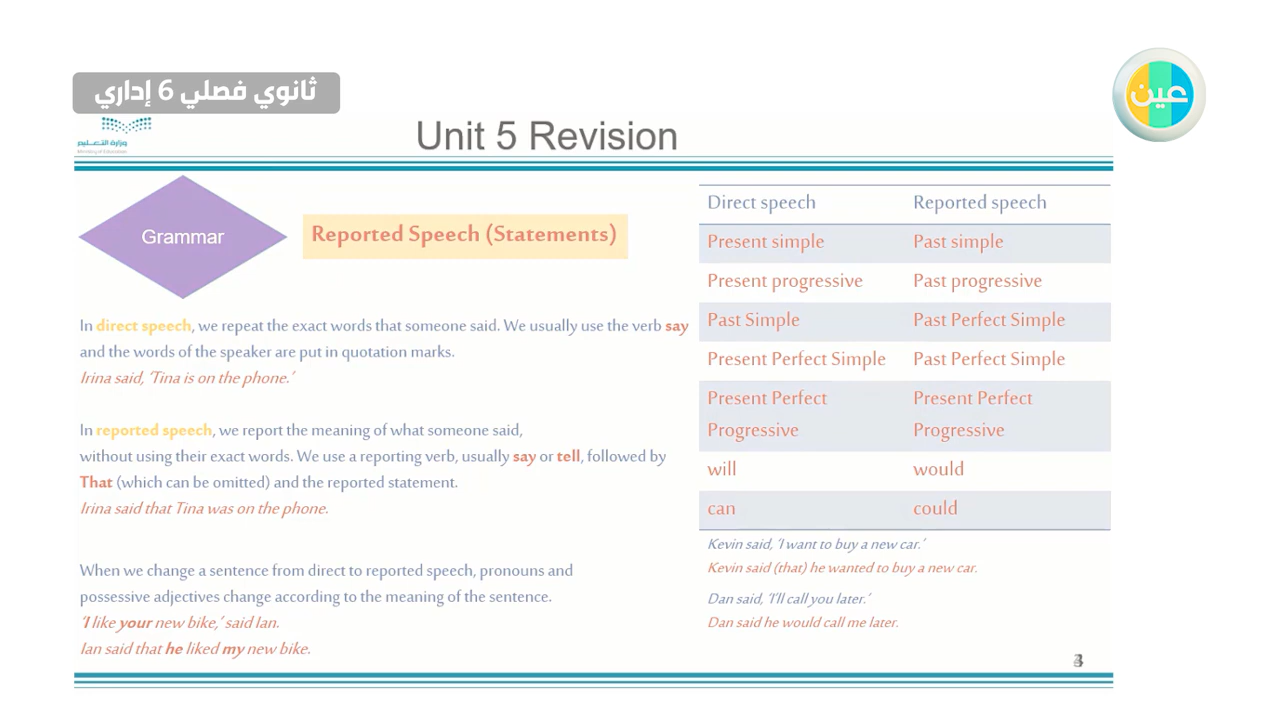 ثانوي فصلي 6 إداري
عين
وزارة التعليم
Ministry of Education
Unit 5 Revision
Grammar
Reported Speech (Statements)
In direct speech, we repeat the exact words that someone said. We usually use the verb say
and the words of the speaker are put in quotation marks.
Irina said, ‘Tina is on the phone.’
In reported speech, we report the meaning of what someone said,
without using their exact words. We use a reporting verb, usually say or tell, followed by
That (which can be omitted) and the reported statement.
Irina said that Tina was on the phone.
When we change a sentence from direct to reported speech, pronouns and
possessive adjectives change according to the meaning of the sentence.
‘I like your new bike,’ said Ian.
Ian said that he liked my new bike.
Direct speech Reported speech
Present simple Past simple
Present progressive Past progressive
Past Simple Past Perfect Simple
Present Perfect Simple Past Perfect Simple
Present Perfect Present Perfect
Progressive Progressive
will would
can could
Kevin said, ‘I want to buy a new car.’
Kevin said (that) he wanted to buy a new car.
Dan said, ‘I’ll call you later.’
Dan said he would call me later.